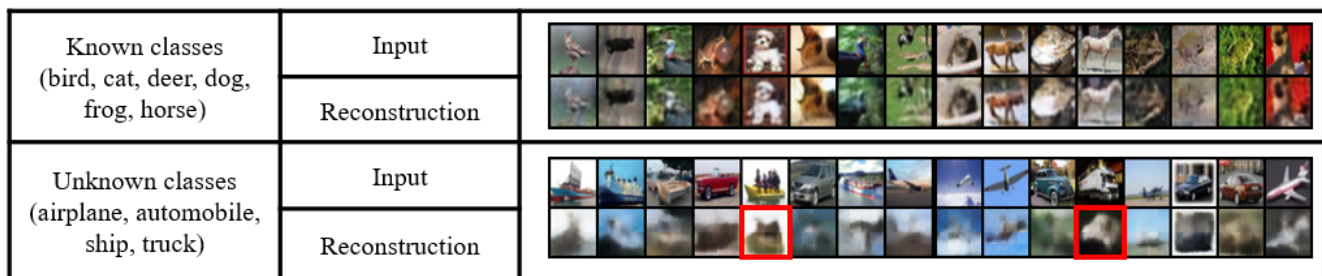 Known classes
(bird, cat, deer, dog,
frog, horse)
Input
Reconstruction
Unknown classes
(airplane, automobile,
ship, truck)
Input
Reconstruction